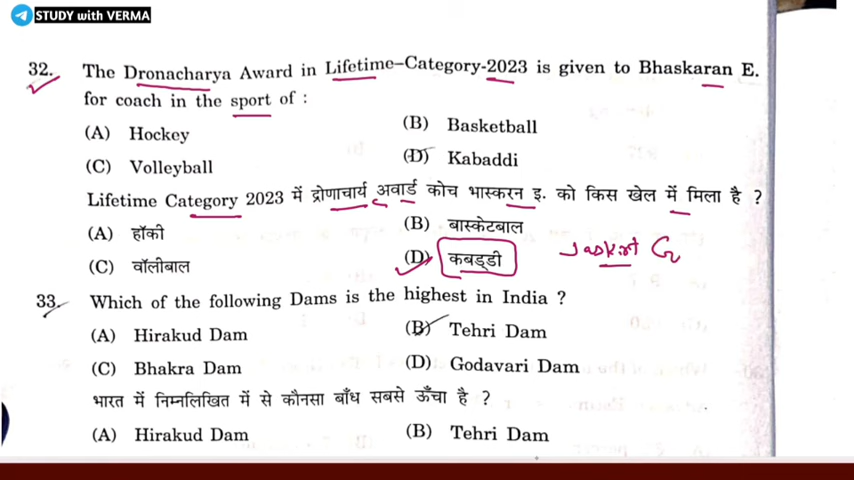 STUDY with VERMA
32. The Dronacharya Award in Lifetime-Category-2023 is given to Bhaskaran E.
for coach in the sport of :
(A) Hockey (B) Basketball
(C) Volleyball (D) Kabaddi
Lifetime Category 2023 में द्रोणाचार्य अवार्ड कोच भास्करन इ. को किस खेल में मिला है ?
(A) हॉकी (B) बास्केटबाल
(C) वॉलीबाल (D) कबड्डी
33. Which of the following Dams is the highest in India ?
(A) Hirakud Dam (B) Tehri Dam
(C) Bhakra Dam (D) Godavari Dam
भारत में निम्नलिखित में से कौनसा बाँध सबसे ऊँचा है ?
(A) Hirakud Dam (B) Tehri Dam